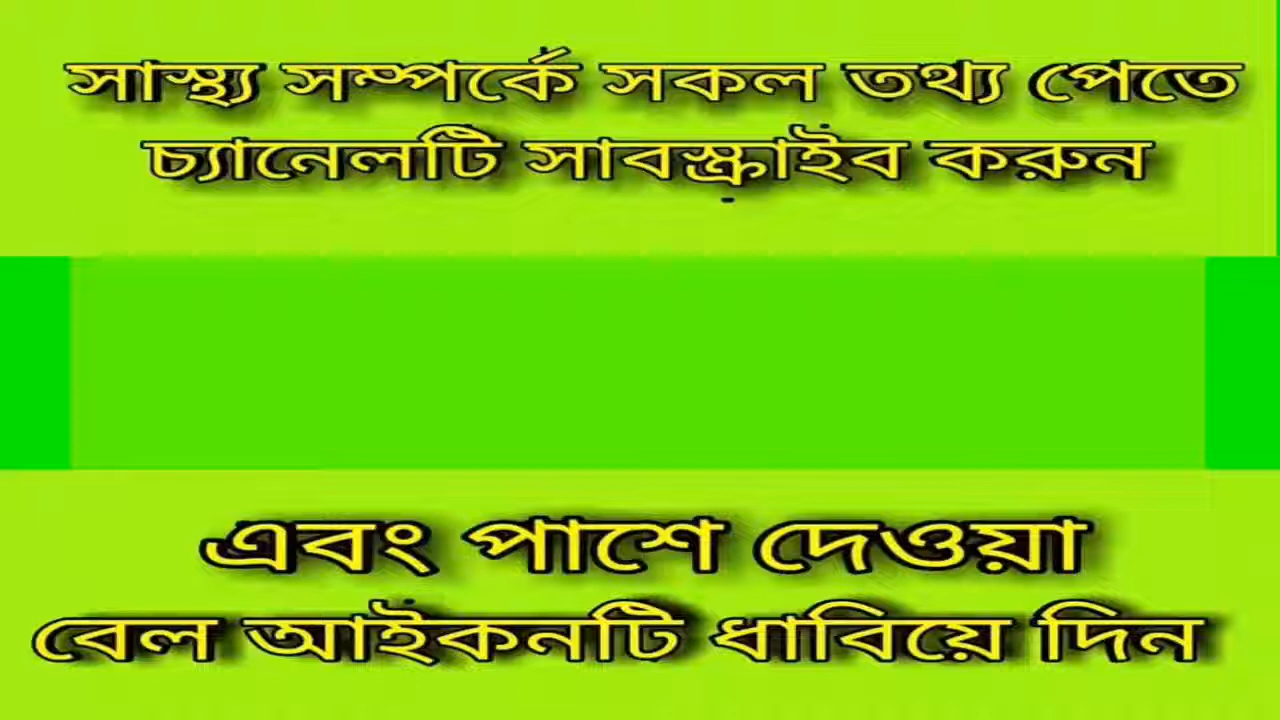 সাস্থ্য সম্পর্কে সকল তথ্য পেতে
চ্যানেলটি সাবস্ক্রাইব করুন
এবং পাশে দেওয়া
বেল আইকনটি ধাবিয়ে দিন